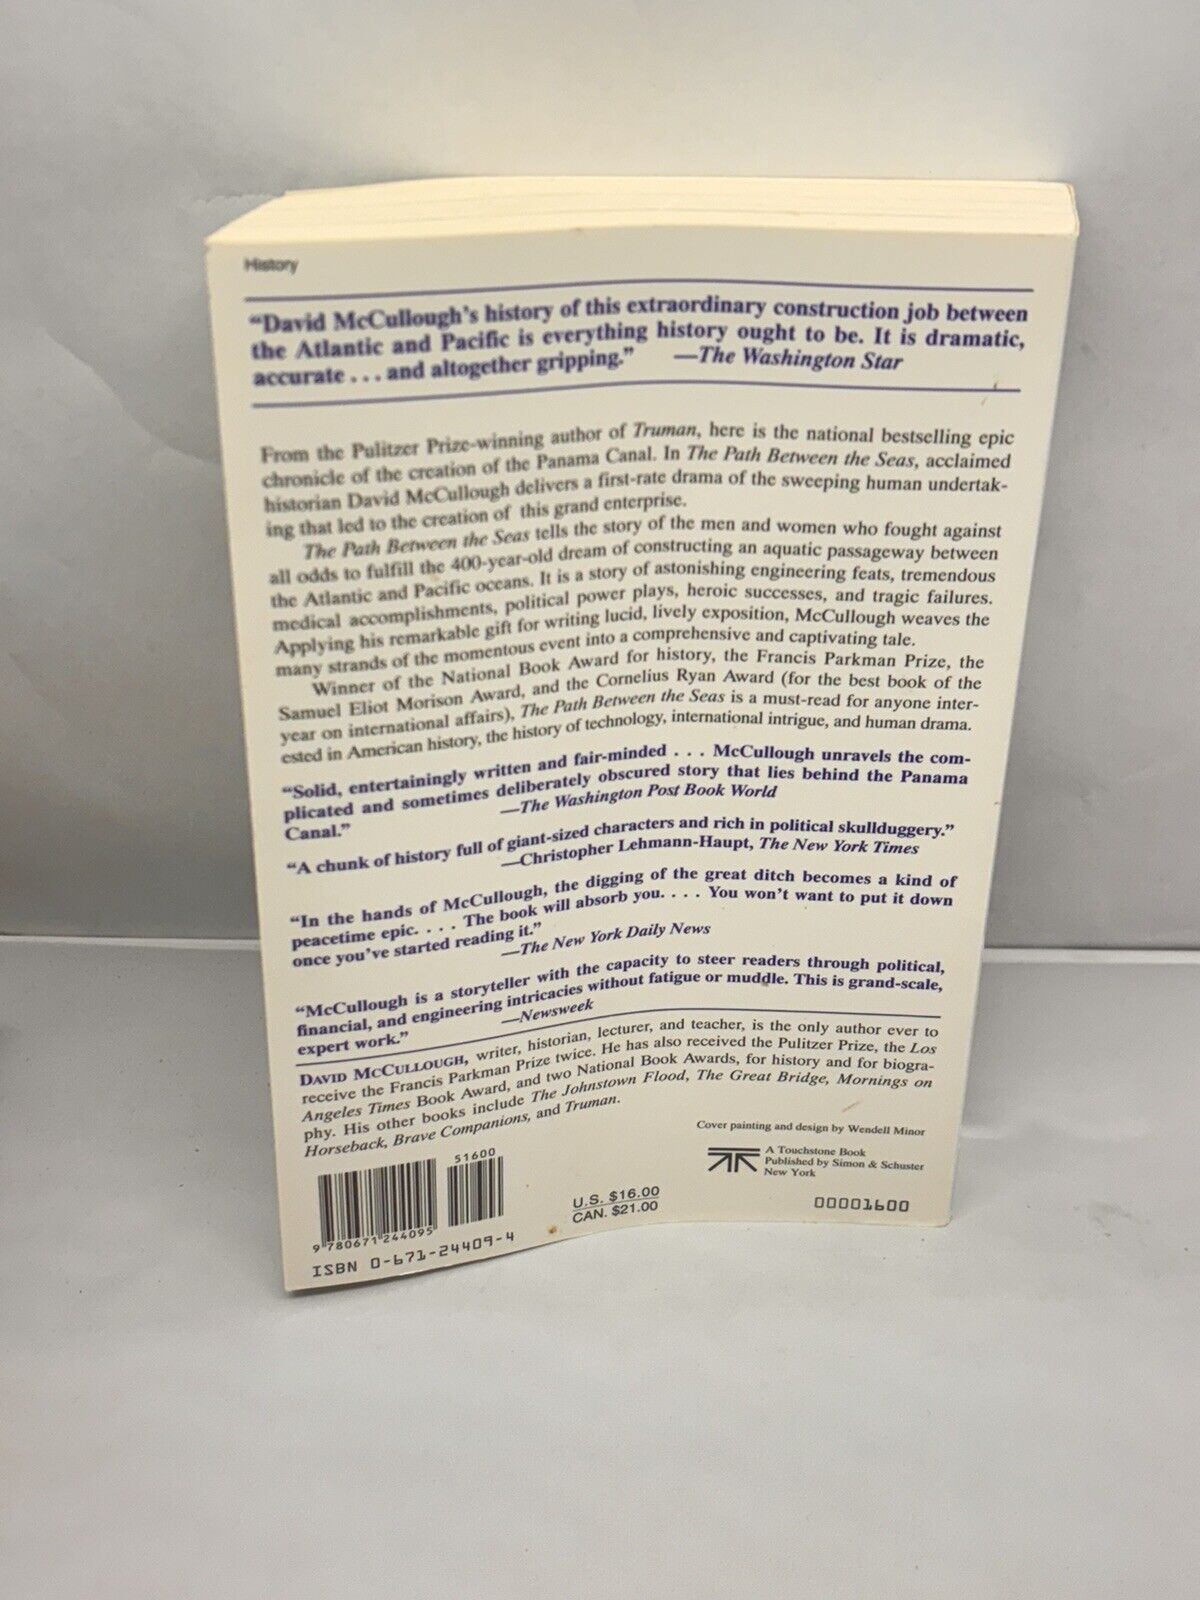 History
“David McCullough’s history of this extraordinary construction job between
the Atlantic and Pacific is everything history ought to be. It is dramatic,
accurate . . . and altogether gripping.” —The Washington Star
From the Pulitzer Prize-winning author of Truman, here is the national bestselling epic
chronicle of the creation of the Panama Canal. In The Path Between the Seas, acclaimed
historian David McCullough delivers a first-rate drama of the sweeping human undertak-
ing that led to the creation of this grand enterprise.
The Path Between the Seas tells the story of the men and women who fought against
all odds to fulfill the 400-year-old dream of constructing an aquatic passageway between
the Atlantic and Pacific oceans. It is a story of astonishing engineering feats, tremendous
medical accomplishments, political power plays, heroic successes, and tragic failures.
Applying his remarkable gift for writing lucid, lively exposition, McCullough weaves the
many strands of the momentous event into a comprehensive and captivating tale.
Winner of the National Book Award for history, the Francis Parkman Prize, the
Samuel Eliot Morison Award, and the Cornelius Ryan Award (for the best book of the
year on international affairs), The Path Between the Seas is a must-read for anyone inter-
ested in American history, the history of technology, international intrigue, and human drama.
“Solid, entertainingly written and fair-minded . . . McCullough unravels the com-
plicated and sometimes deliberately obscured story that lies behind the Panama
Canal.” —The Washington Post Book World
“A chunk of history full of giant-sized characters and rich in political skullduggery.”
—Christopher Lehmann-Haupt, The New York Times
“In the hands of McCullough, the digging of the great ditch becomes a kind of
peacetime epic. . . . The book will absorb you. . . . You won’t want to put it down
once you’ve started reading it.” —The New York Daily News
“McCullough is a storyteller with the capacity to steer readers through political,
financial, and engineering intricacies without fatigue or muddle. This is grand-scale,
expert work.” —Newsweek
DAVID MCCULLOUGH, writer, historian, lecturer, and teacher, is the only author ever to
receive the Francis Parkman Prize twice. He has also received the Pulitzer Prize, the Los
Angeles Times Book Award, and two National Book Awards, for history and for biogra-
phy. His other books include The Johnstown Flood, The Great Bridge, Mornings on
Horseback, Brave Companions, and Truman.
Cover painting and design by Wendell Minor
A Touchstone Book
Published by Simon & Schuster
New York
51600
9 780671 244095
ISBN 0-671-24409-4
U.S. $16.00
CAN. $21.00
00001600